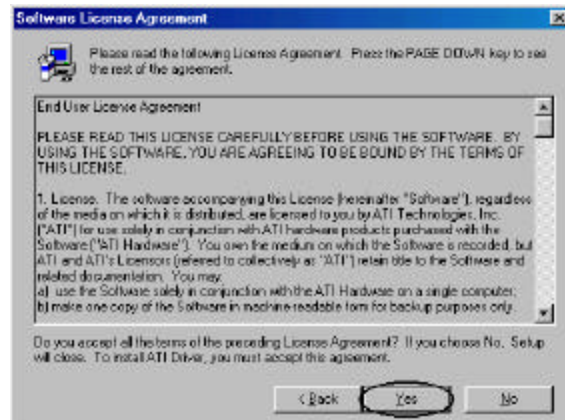 Software License Agreement
Please read the following License Agreement. Press the PAGE DOWN key to see
the rest of the agreement.
End User License Agreement
PLEASE READ THIS LICENSE CAREFULLY BEFORE USING THE SOFTWARE. BY
USING THE SOFTWARE, YOU ARE AGREEING TO BE BOUND BY THE TERMS OF
THIS LICENSE.
1. License. The software accompanying this License (hereinafter "Software"), regardless
of the media on which it is distributed, are licensed to you by ATI Technologies, Inc.
("ATI") for use solely in conjunction with ATI hardware products purchased with the
Software ("ATI Hardware"). You own the medium on which the Software is recorded, but
ATI and ATI's Licensors (referred to collectively as "ATI") retain title to the Software and
related documentation. You may:
a) use the Software solely in conjunction with the ATI Hardware on a single computer;
b) make one copy of the Software in machine-readable form for backup purposes only.
Do you accept all the terms of the preceding License Agreement? If you choose No, Setup
will close. To install ATI Driver, you must accept this agreement.
< Back Yes No